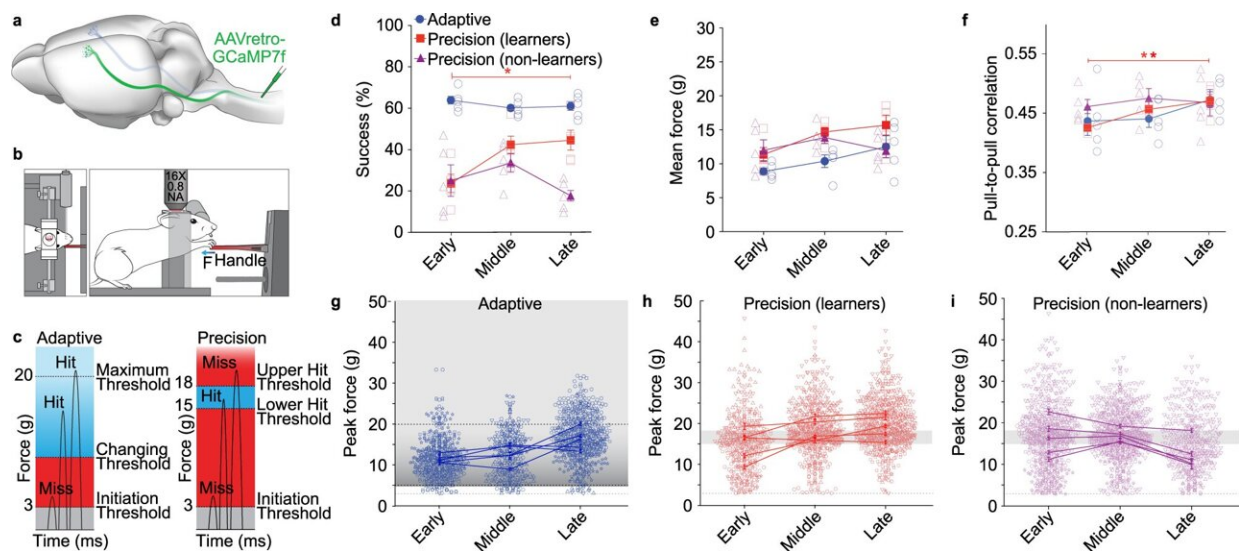 a
AAVretro-
GCaMP7f
b
16X
0.8
NA
F Handle
c
Adaptive
Hit
20
Maximum
Threshold
Hit
Changing
Threshold
Miss
Initiation
Threshold
3
Force (g)
Time (ms)
Precision
Miss
Upper Hit
Threshold
18
Hit
15
Lower Hit
Threshold
Miss
Initiation
Threshold
3
Force (g)
Time (ms)
d
Adaptive
Precision (learners)
Precision (non-learners)
*
100
80
60
40
20
0
Success (%)
Early Middle Late
e
35
30
25
20
15
10
5
0
Mean force (g)
Early Middle Late
f
**
0.55
0.45
0.35
0.25
Pull-to-pull correlation
Early Middle Late
g
Adaptive
50
40
30
20
10
0
Peak force (g)
Early Middle Late
h
Precision (learners)
50
40
30
20
10
0
Peak force (g)
Early Middle Late
i
Precision (non-learners)
50
40
30
20
10
0
Peak force (g)
Early Middle Late